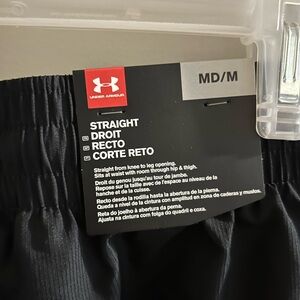 UNDER ARMOUR
MD/M
STRAIGHT
DROIT
RECTO
CORTE RETO
Straight from knee to leg opening.
Sits at waist with room through hip & thigh.
Droit du genou jusqu'au tour de jambe.
Repose sur la taille avec de l'espace au niveau de la
hanche et de la cuisse.
Recto desde la rodilla hasta la abertura de la pierna.
Queda a nivel de la cintura con amplitud en zona de caderas y muslos.
Reta do joelho à abertura da perna.
Ajusta na cintura com folga do quadril e coxa.